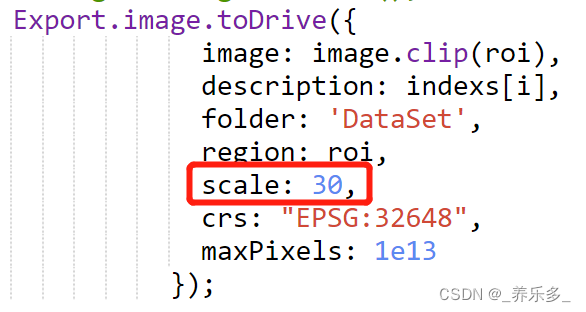 Export.image.toDrive({
image: image.clip(roi),
description: indexs[i],
folder: 'DataSet',
region: roi,
scale: 30,
crs: "EPSG:32648",
maxPixels: 1e13
});
CSDN @_养乐多_